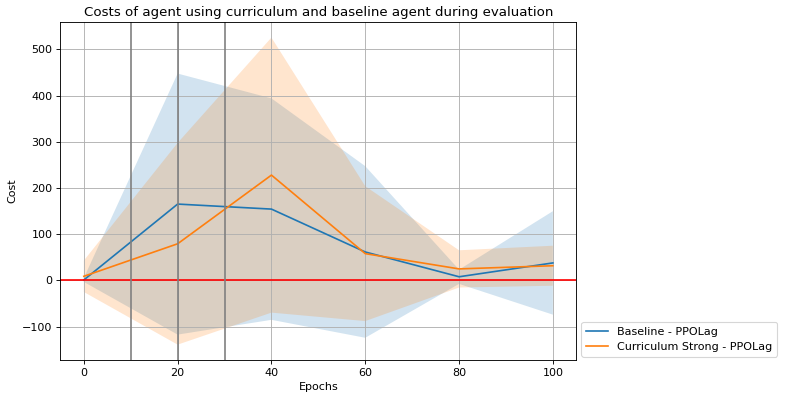 Costs of agent using curriculum and baseline agent during evaluation
500
400
300
200
100
0
−100
Cost
0 20 40 60 80 100
Epochs
Baseline - PPOLag
Curriculum Strong - PPOLag